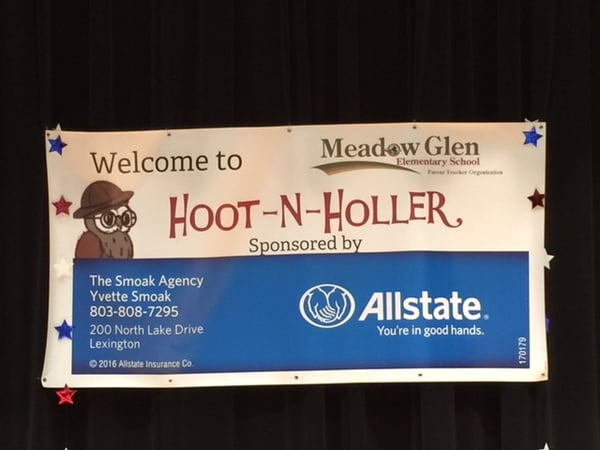 Welcome to
Meadow Glen
Elementary School
Parent Teacher Organization
HOOT-N-HOLLER
Sponsored by
The Smoak Agency
Yvette Smoak
803-808-7295
200 North Lake Drive
Lexington
© 2016 Allstate Insurance Co.
Allstate®
You're in good hands.
170179